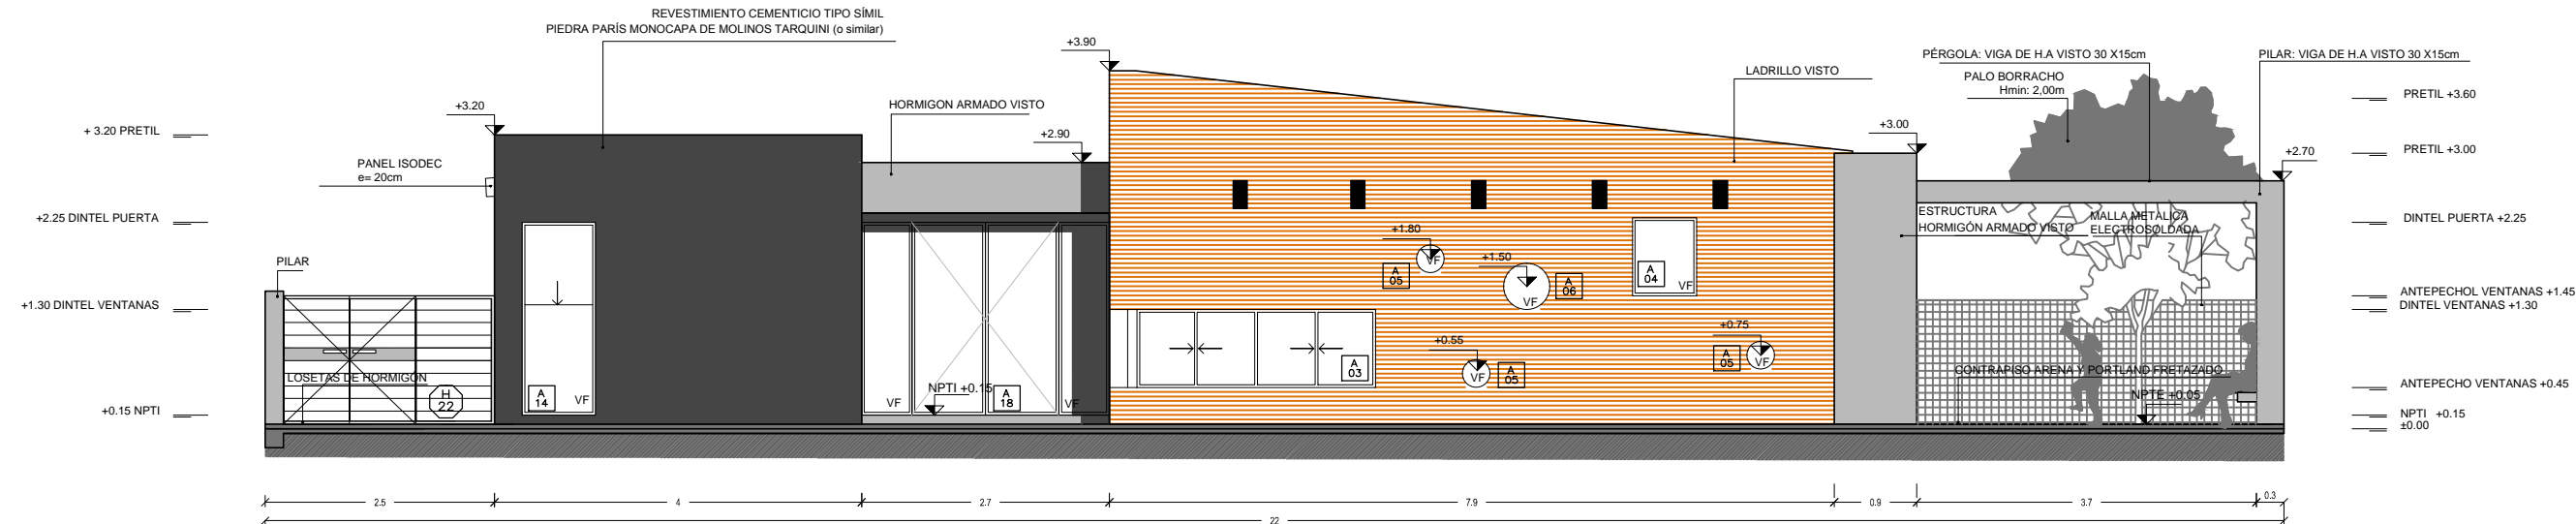 REVESTIMIENTO CEMENTICIO TIPO SÍMIL
PIEDRA PARÍS MONOCAPA DE MOLINOS TARQUINI (o similar)
+3.90
PÉRGOLA: VIGA DE H.A VISTO 30 X15cm
PILAR: VIGA DE H.A VISTO 30 X15cm
LADRILLO VISTO
PALO BORRACHO
Hmin: 2,00m
PRETIL +3.60
+3.20
HORMIGON ARMADO VISTO
+ 3.20 PRETIL
+2.90
+3.00
PRETIL +3.00
+2.70
PANEL ISODEC
e= 20cm
+2.25 DINTEL PUERTA
ESTRUCTURA
HORMIGÓN ARMADO VISTO
MALLA METÁLICA
ELECTROSOLDADA
DINTEL PUERTA +2.25
+1.80
VF
A
05
+1.50
VF
A
06
A
04
VF
PILAR
+1.30 DINTEL VENTANAS
ANTEPECHOL VENTANAS +1.45
DINTEL VENTANAS +1.30
+0.75
A
05
VF
+0.55
VF
A
05
A
03
LOSETAS DE HORMIGÓN
H
22
A
14
VF
VF
NPTI +0.15
A
18
VF
CONTRAPISO ARENA Y PORTLAND FRETAZADO
NPTE +0.05
ANTEPECHO VENTANAS +0.45
+0.15 NPTI
NPTI +0.15
±0.00
2.5
4
2.7
7.9
0.9
3.7
0.3
22